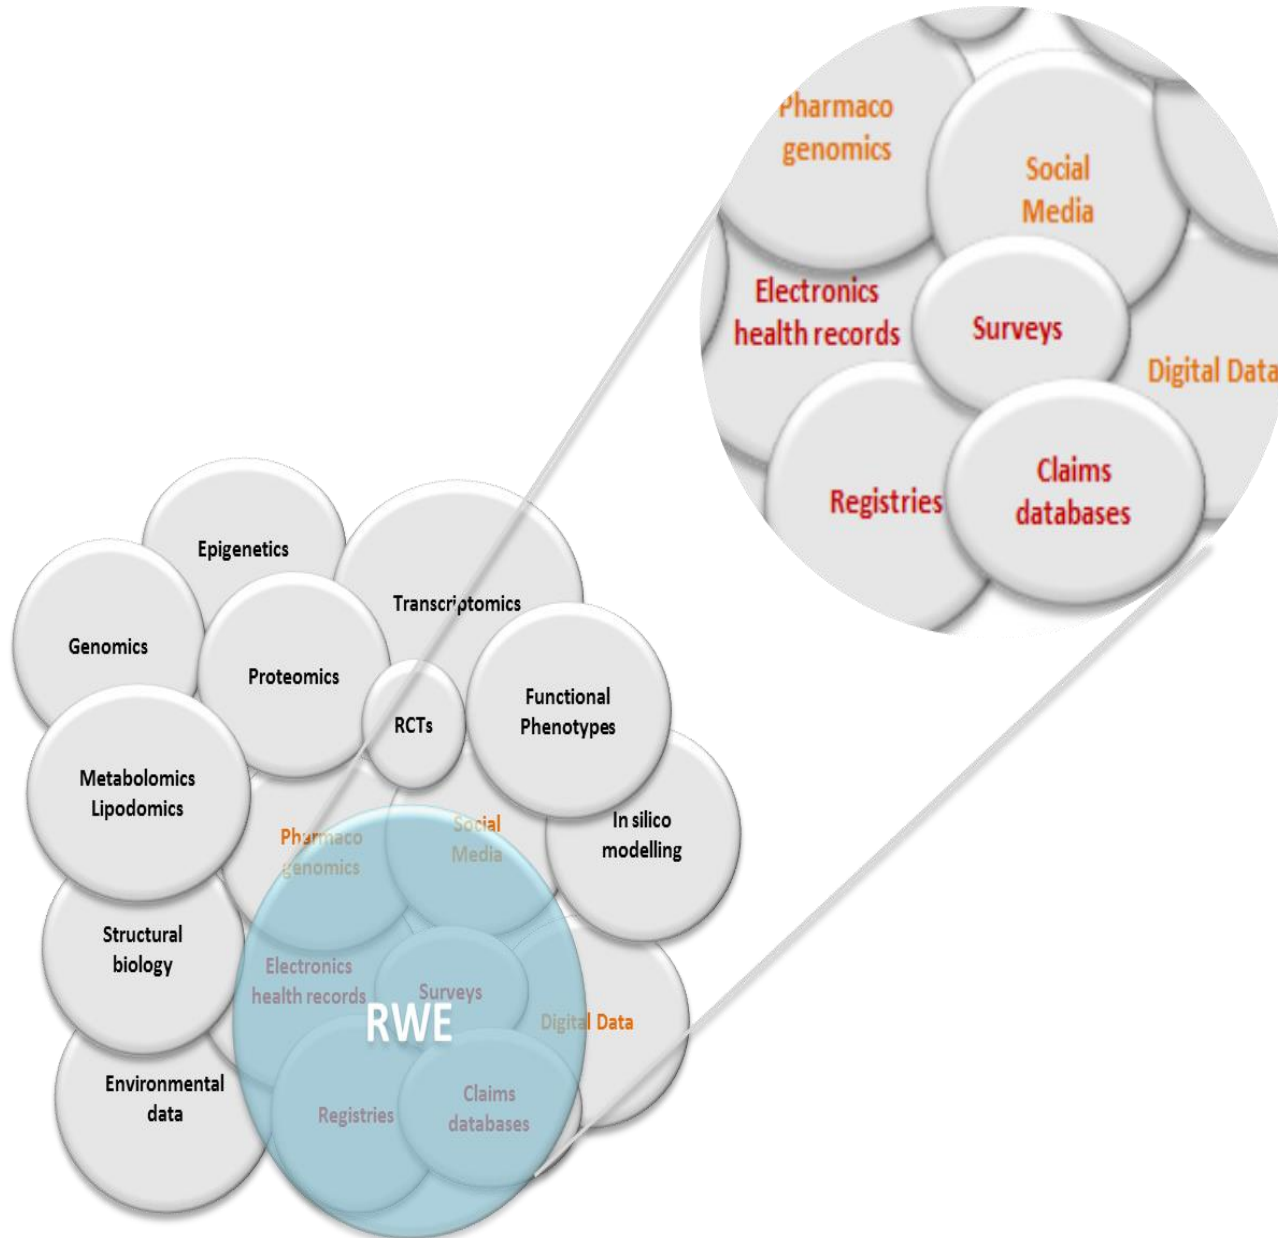 Pharmaco
genomics
Social
Media
Electronics
health records
Surveys
Digital Data
Registries
Claims
databases
Epigenetics
Transcriptomics
Genomics
Proteomics
RCTs
Functional
Phenotypes
Metabolomics
Lipodomics
Pharmaco
genomics
Social
Media
In silico
modelling
Structural
biology
Electronics
health records
Surveys
RWE
Digital Data
Environmental
data
Registries
Claims
databases